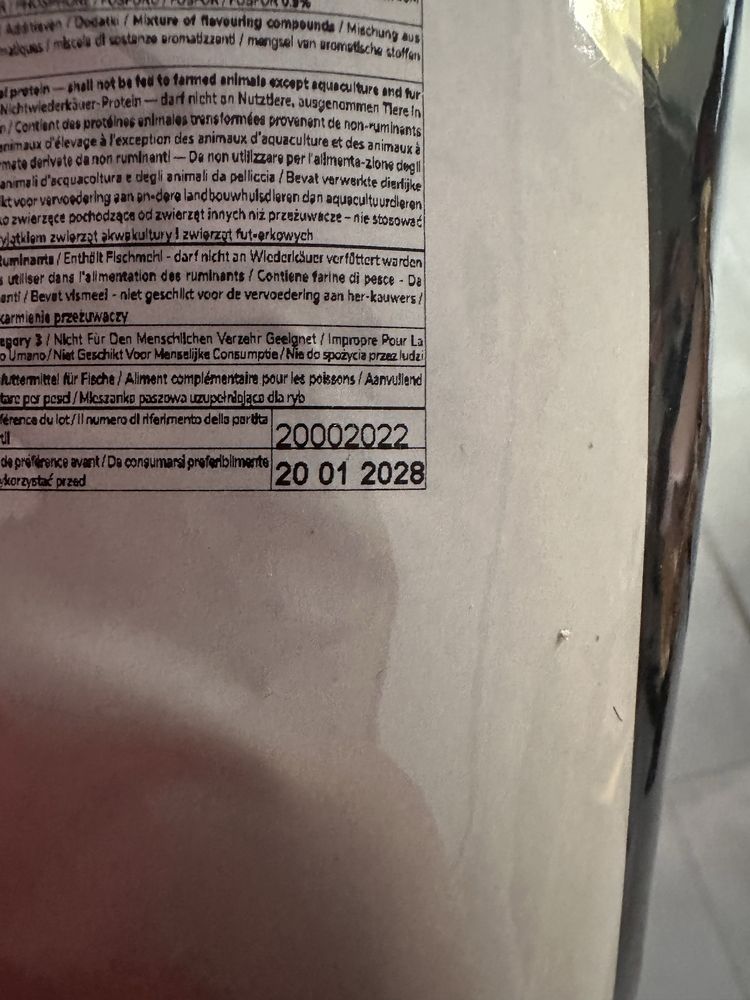 / FOSFOR / FOSFOR 0.9%
Additieven / Dodatki / Mixture of flavouring compounds / Mischung aus
/ miscela di sostanze aromatizzanti / mengsel van aromatische stoffen
protein — shall not be fed to farmed animals except aquaculture and fur
Nichtwiederkäuer-Protein — darf nicht an Nutztiere, ausgenommen Tiere in
/ Contient des protéines animales transformées provenant de non-ruminants
animaux d'élevage à l'exception des animaux d'aquaculture et des animaux à
derivate da non ruminanti — Da non utilizzare per l'alimenta-zione degli
animali d'acquacoltura e degli animali da pelliccia / Bevat verwerkte dierlijke
voor vervoedering aan an-dere landbouwhuisdieren dan aquacultuurdieren
zwierzęce pochodzące od zwierząt innych niż przeżuwacze – nie stosować
zwierząt akwakultury i zwierząt fut-erkowych
/ Enthält Fischmehl - darf nicht an Wiederkäuer verfüttert warden
utiliser dans l'alimentation des ruminants / Contiene farine di pesce - Da
/ Bevat vismeel - niet geschikt voor de vervoedering aan her-kauwers /
karmienia przeżuwaczy
3 / Nicht Für Den Menschlichen Verzehr Geeignet / Impropre Pour La
Umano / Niet Geschikt Voor Menselijke Consumptie / Nie do spożycia przez ludzi
für Fische / Aliment complémentaire pour les poissons / Aanvullend
per pesci / Mieszanka paszowa uzupełniająca dla ryb
du lot / Il numero di riferimento della partita
20002022
de préférence avant / Da consumarsi preferibilmente
przed
20 01 2028